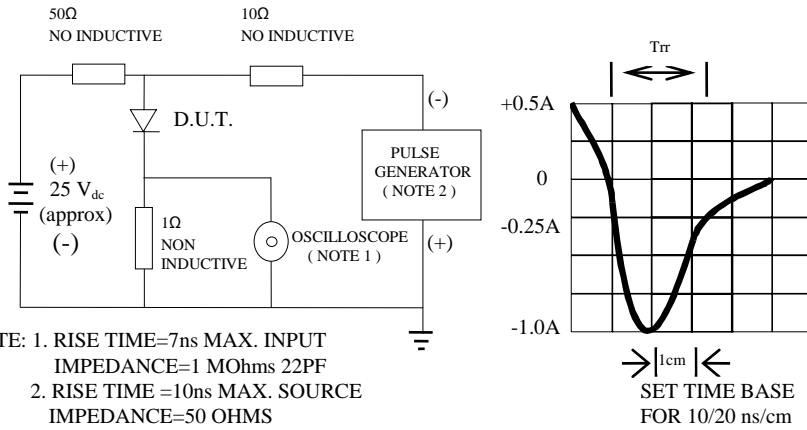 50Ω
NO INDUCTIVE
10Ω
NO INDUCTIVE
D.U.T.
(+)
25 Vdc
(approx)
(-)
1Ω
NON
INDUCTIVE
OSCILLOSCOPE
( NOTE 1 )
(-)
PULSE
GENERATOR
( NOTE 2 )
(+)
TE: 1. RISE TIME=7ns MAX. INPUT
IMPEDANCE=1 MOhms 22PF
2. RISE TIME =10ns MAX. SOURCE
IMPEDANCE=50 OHMS
Trr
+0.5A
0
-0.25A
-1.0A
1cm
SET TIME BASE
FOR 10/20 ns/cm